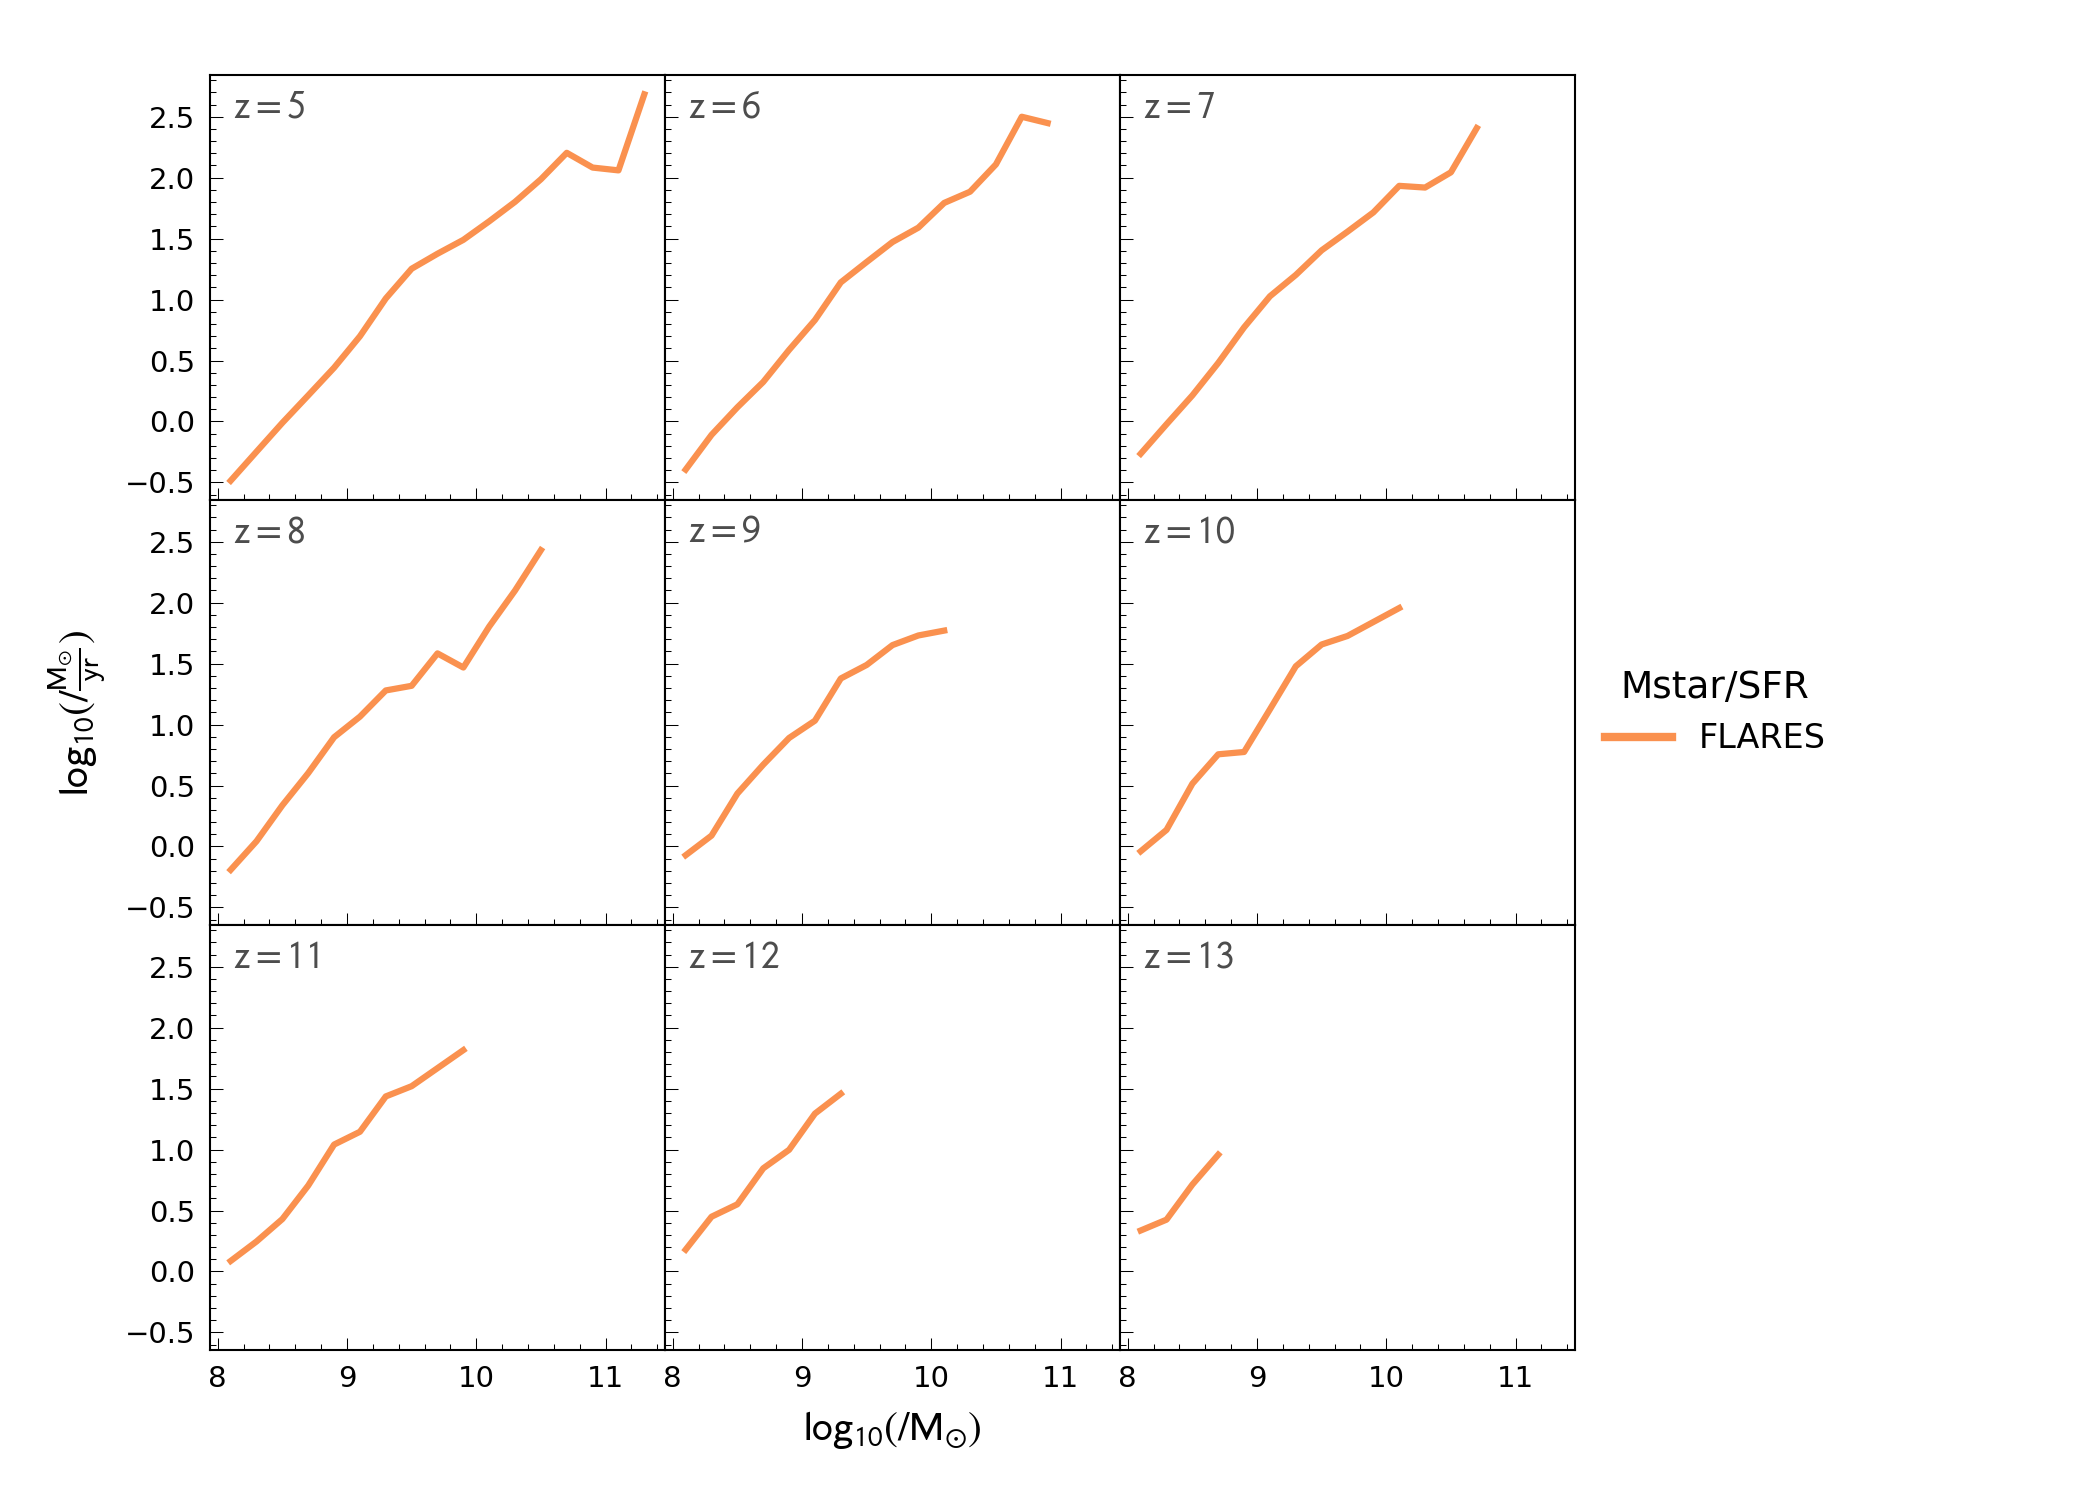 z = 5
z = 6
z = 7
2.5
2.0
1.5
1.0
0.5
0.0
−0.5
z = 8
z = 9
z = 10
2.5
2.0
1.5
1.0
0.5
0.0
−0.5
z = 11
z = 12
z = 13
2.5
2.0
1.5
1.0
0.5
0.0
−0.5
8 9 10 11 8 9 10 11 8 9 10 11
log₁₀(/M⊙)
log₁₀(/M⊙/yr)
Mstar/SFR
FLARES